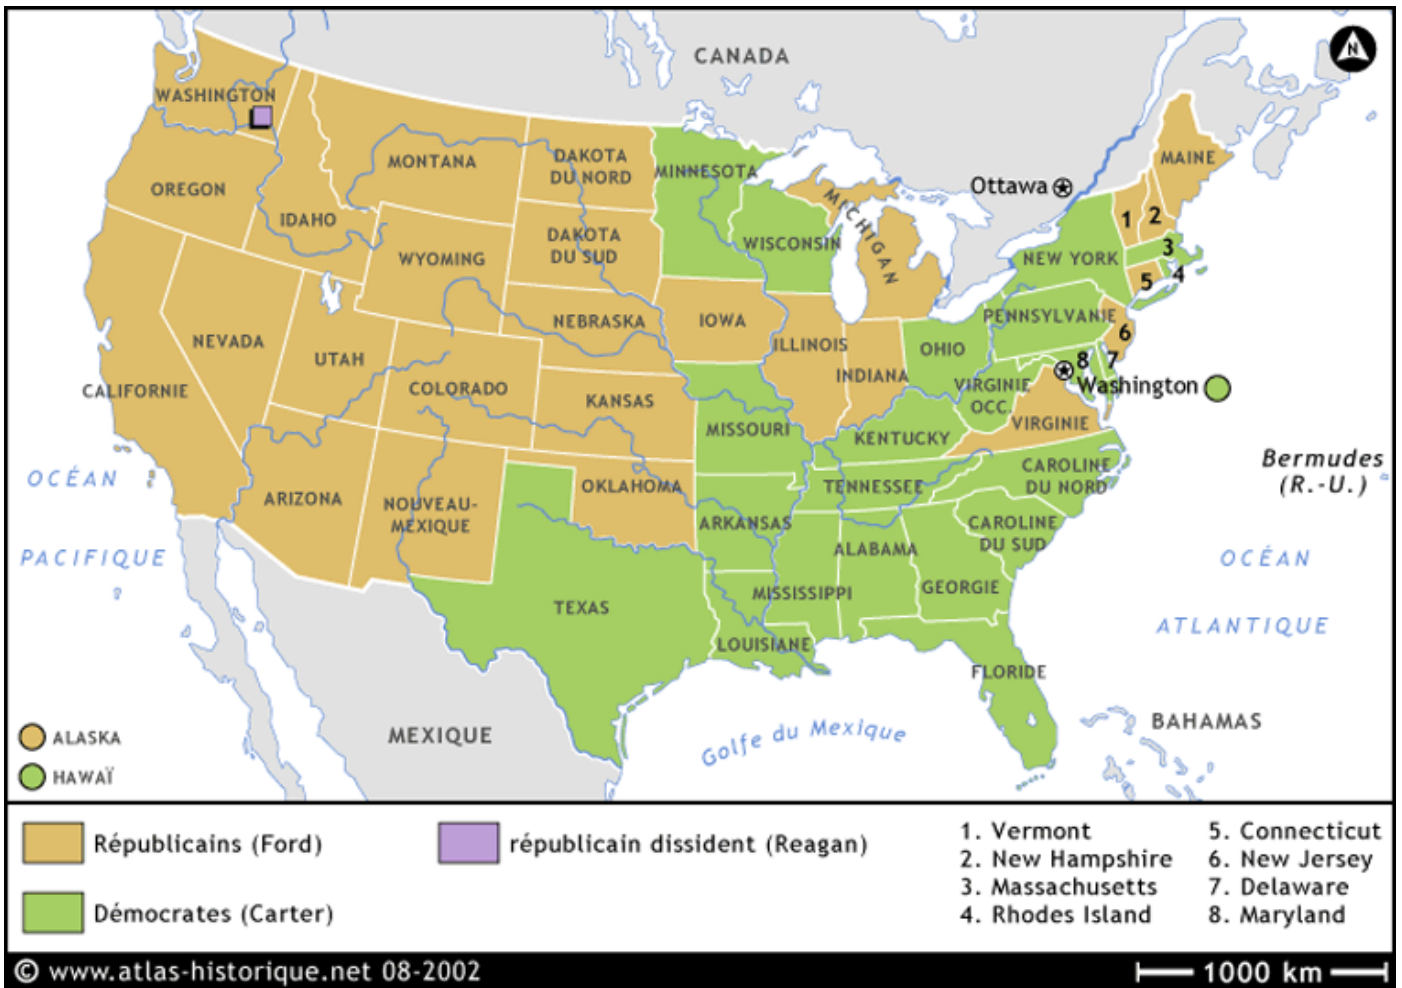 N
CANADA
WASHINGTON
MONTANA
DAKOTA
DU NORD
MINNESOTA
MAINE
OREGON
IDAHO
Ottawa
MICHIGAN
1
2
WYOMING
DAKOTA
DU SUD
WISCONSIN
NEW YORK
3
4
5
NEVADA
NEBRASKA
IOWA
PENNSYLVANIE
6
UTAH
ILLINOIS
OHIO
8
7
CALIFORNIE
COLORADO
INDIANA
VIRGINIE
OCC.
Washington
KANSAS
MISSOURI
KENTUCKY
VIRGINIE
OCÉAN
PACIFIQUE
ARIZONA
NOUVEAU-
MEXIQUE
OKLAHOMA
TENNESSEE
CAROLINE
DU NORD
Bermudes
(R.-U.)
ARKANSAS
CAROLINE
DU SUD
ALABAMA
OCÉAN
ATLANTIQUE
TEXAS
MISSISSIPPI
GEORGIE
LOUISIANE
FLORIDE
MEXIQUE
Golfe du Mexique
BAHAMAS
ALASKA
HAWAÏ
Républicains (Ford)
républicain dissident (Reagan)
Démocrates (Carter)
1. Vermont
2. New Hampshire
3. Massachusetts
4. Rhodes Island
5. Connecticut
6. New Jersey
7. Delaware
8. Maryland
© www.atlas-historique.net 08-2002
1000 km